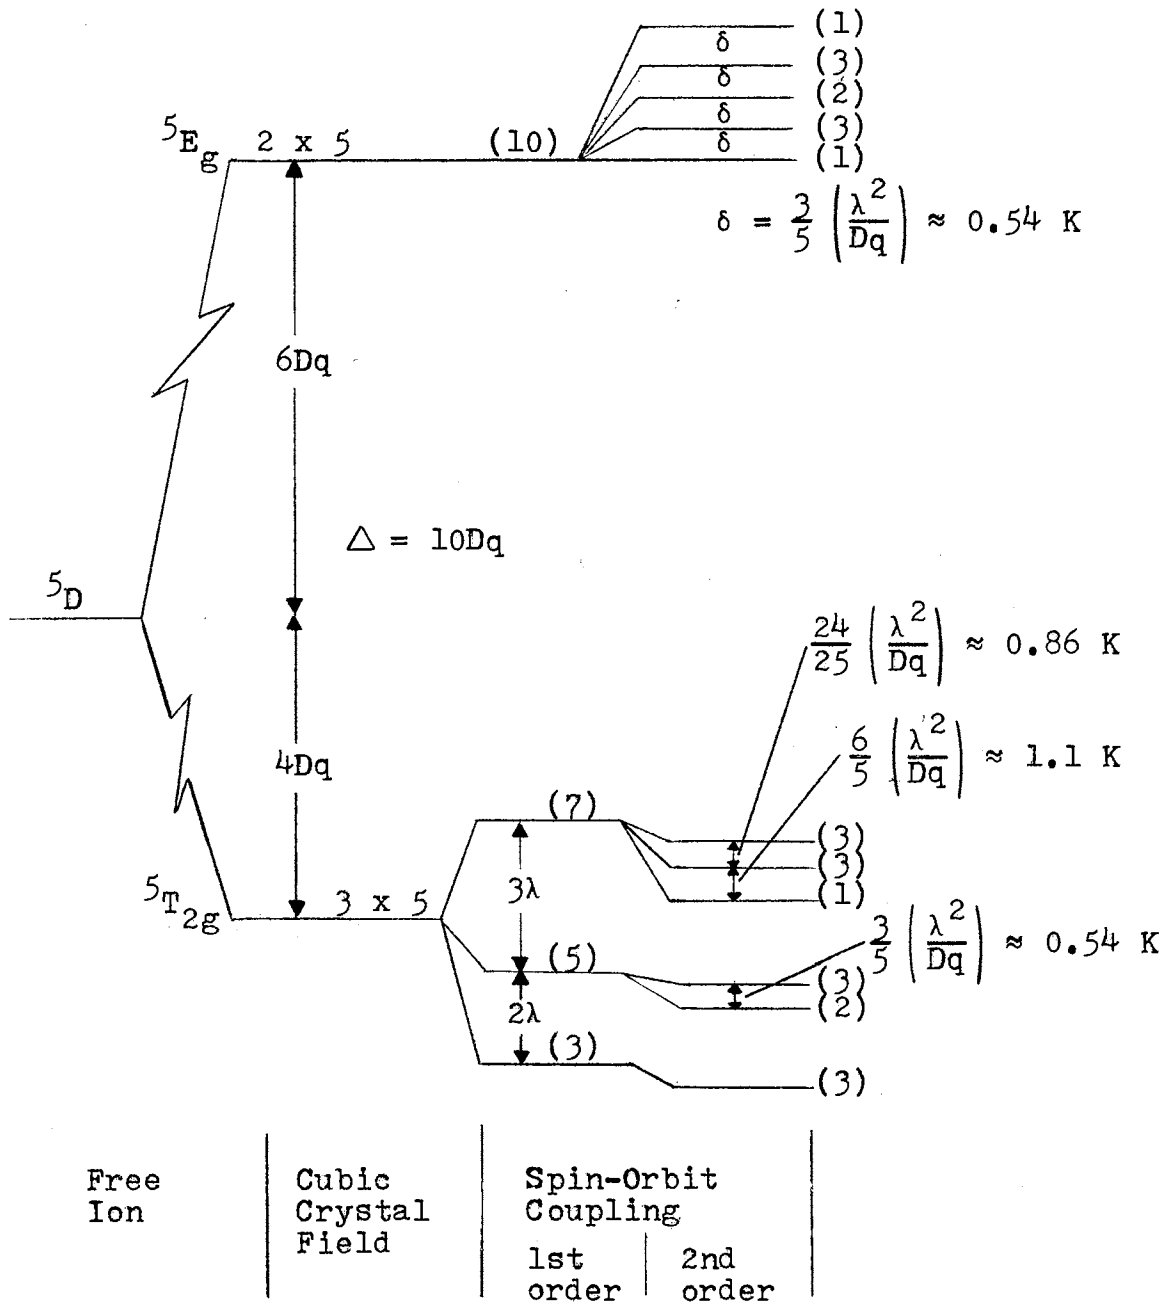 (1)
δ
(3)
δ
(2)
δ
(3)
δ
(1)
⁵E_g 2 x 5 (10)
δ = 3/5 (λ²/Dq) ≈ 0.54 K
6Dq
△ = 10Dq
⁵D
24/25 (λ²/Dq) ≈ 0.86 K
6/5 (λ²/Dq) ≈ 1.1 K
4Dq
(7)
(3)
(3)
(1)
3λ
⁵T_2g 3 x 5
3/5 (λ²/Dq) ≈ 0.54 K
(5)
(3)
(2)
2λ
(3)
(3)
Free
Ion
Cubic
Crystal
Field
Spin-Orbit
Coupling
1st
order
2nd
order